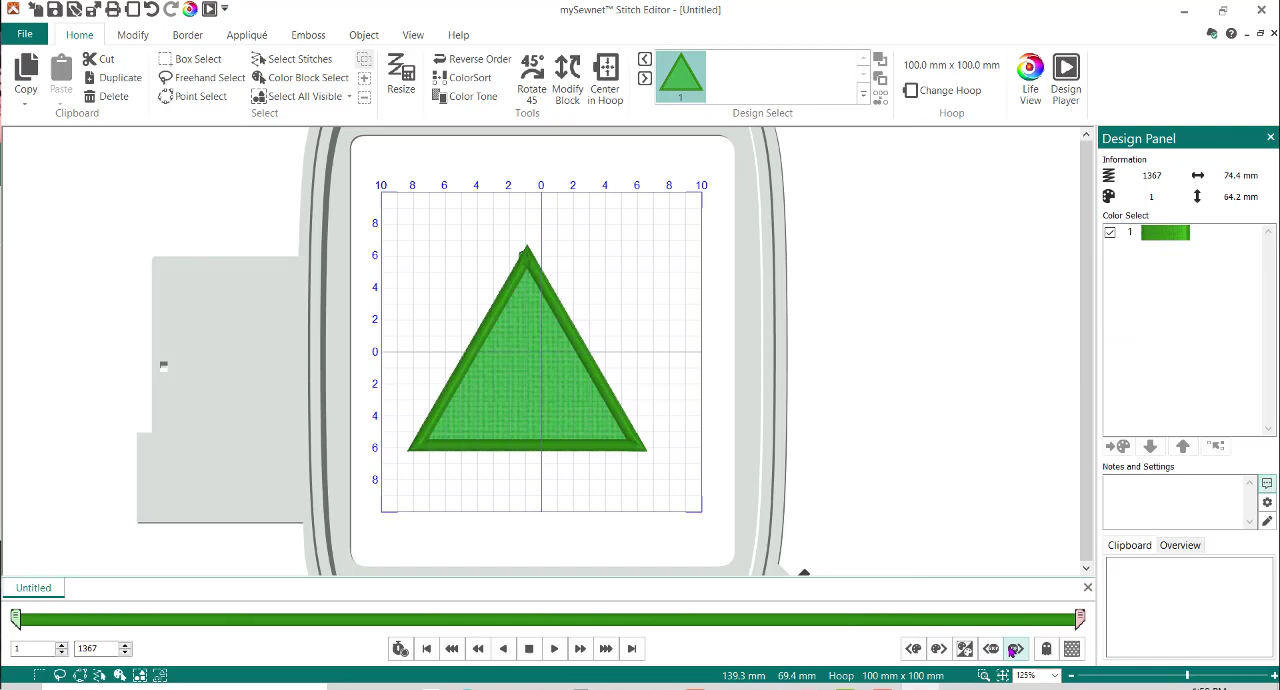 mySewnet™ Stitch Editor - [Untitled]
File Home Modify Border Appliqué Emboss Object View Help
Copy Paste Cut Duplicate Delete
Clipboard
Box Select Freehand Select Point Select
Select Stitches Select All Visible
Select
Resize
Reverse Order ColorSort Color Tone
Rotate 45 Modify Block Center in Hoop
45°
Tools
1
Design Select
100.0 mm x 100.0 mm
Change Hoop
Hoop
Life View Design Player
Design Panel
Information
1367 74.4 mm
1 64.2 mm
Color Select
1
Notes and Settings
Clipboard Overview
10 8 6 4 2 0 2 4 6 8 10
8
6
4
2
0
2
4
6
8
Untitled
1 1367
139.3 mm 69.4 mm Hoop 100 mm x 100 mm 125%